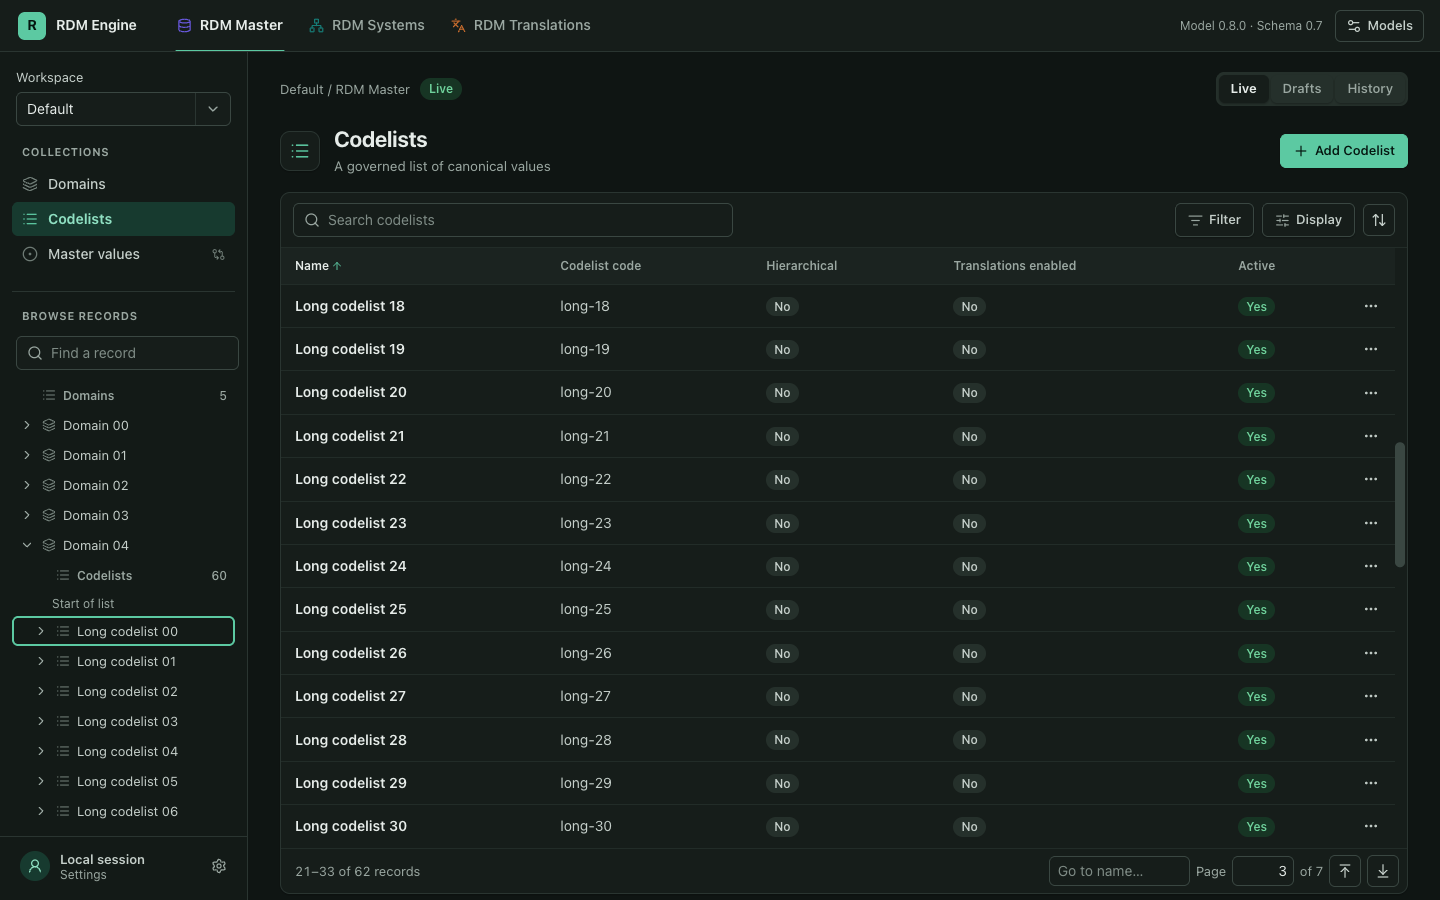 R RDM Engine RDM Master RDM Systems RDM Translations Model 0.8.0 · Schema 0.7 Models
Workspace
Default
COLLECTIONS
Domains
Codelists
Master values
BROWSE RECORDS
Find a record
Domains 5
Domain 00
Domain 01
Domain 02
Domain 03
Domain 04
Codelists 60
Start of list
Long codelist 00
Long codelist 01
Long codelist 02
Long codelist 03
Long codelist 04
Long codelist 05
Long codelist 06
Local session
Settings
Default / RDM Master Live Live Drafts History
Codelists
A governed list of canonical values
Add Codelist
Search codelists Filter Display
Name Codelist code Hierarchical Translations enabled Active
Long codelist 18 long-18 No No Yes
Long codelist 19 long-19 No No Yes
Long codelist 20 long-20 No No Yes
Long codelist 21 long-21 No No Yes
Long codelist 22 long-22 No No Yes
Long codelist 23 long-23 No No Yes
Long codelist 24 long-24 No No Yes
Long codelist 25 long-25 No No Yes
Long codelist 26 long-26 No No Yes
Long codelist 27 long-27 No No Yes
Long codelist 28 long-28 No No Yes
Long codelist 29 long-29 No No Yes
Long codelist 30 long-30 No No Yes
21–33 of 62 records Go to name... Page 3 of 7